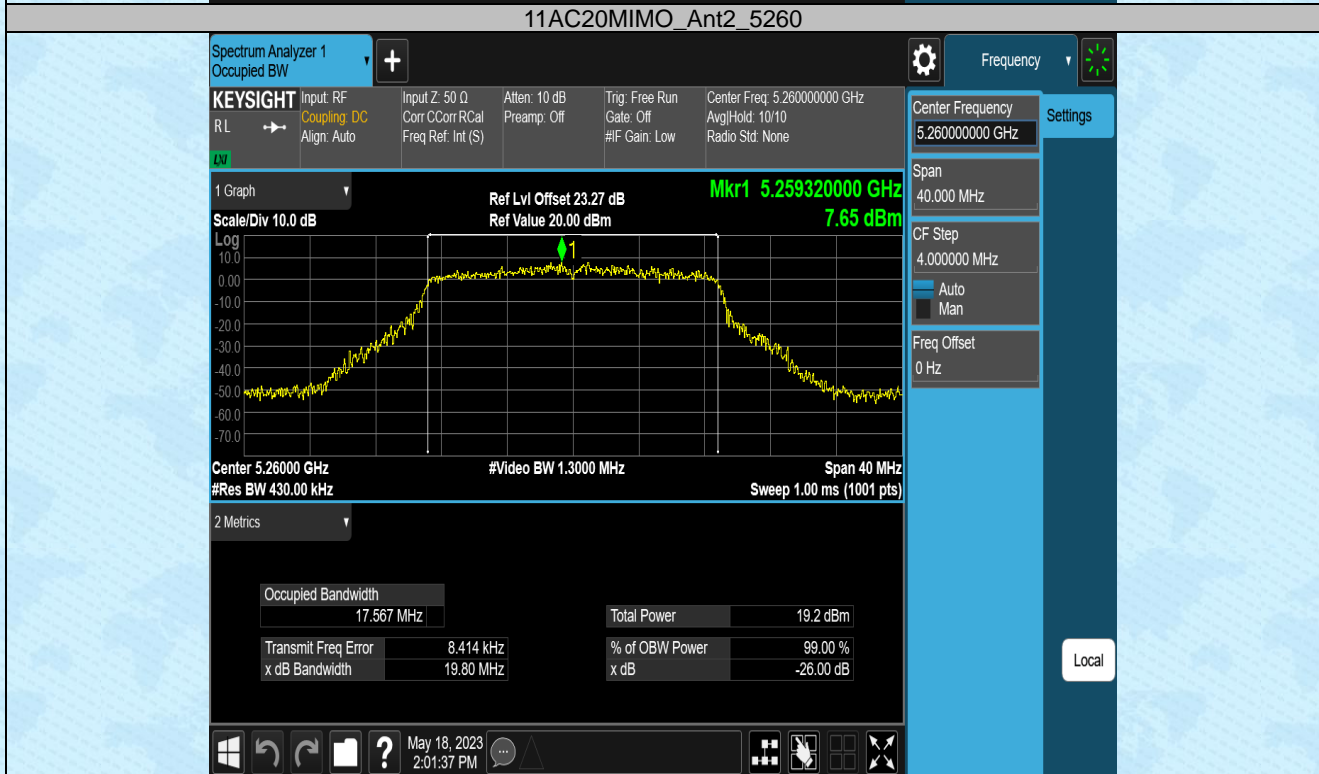 11AC20MIMO_Ant2_5260
Spectrum Analyzer 1
Occupied BW
+
Frequency
KEYSIGHT
R L
LXI
Input: RF
Coupling: DC
Align: Auto
Input Z: 50 Ω
Corr CCorr RCal
Freq Ref: Int (S)
Atten: 10 dB
Preamp: Off
Trig: Free Run
Gate: Off
#IF Gain: Low
Center Freq: 5.260000000 GHz
Avg|Hold: 10/10
Radio Std: None
Center Frequency
5.260000000 GHz
Settings
Span
40.000 MHz
CF Step
4.000000 MHz
Auto
Man
Freq Offset
0 Hz
1 Graph
Scale/Div 10.0 dB
Ref Lvl Offset 23.27 dB
Ref Value 20.00 dBm
Mkr1 5.259320000 GHz
7.65 dBm
Log
1
10.0
0.00
-10.0
-20.0
-30.0
-40.0
-50.0
-60.0
-70.0
Center 5.26000 GHz
#Res BW 430.00 kHz
#Video BW 1.3000 MHz
Span 40 MHz
Sweep 1.00 ms (1001 pts)
2 Metrics
Occupied Bandwidth
17.567 MHz
Total Power 19.2 dBm
Transmit Freq Error 8.414 kHz
% of OBW Power 99.00 %
x dB Bandwidth 19.80 MHz
x dB -26.00 dB
Local
?
May 18, 2023
2:01:37 PM